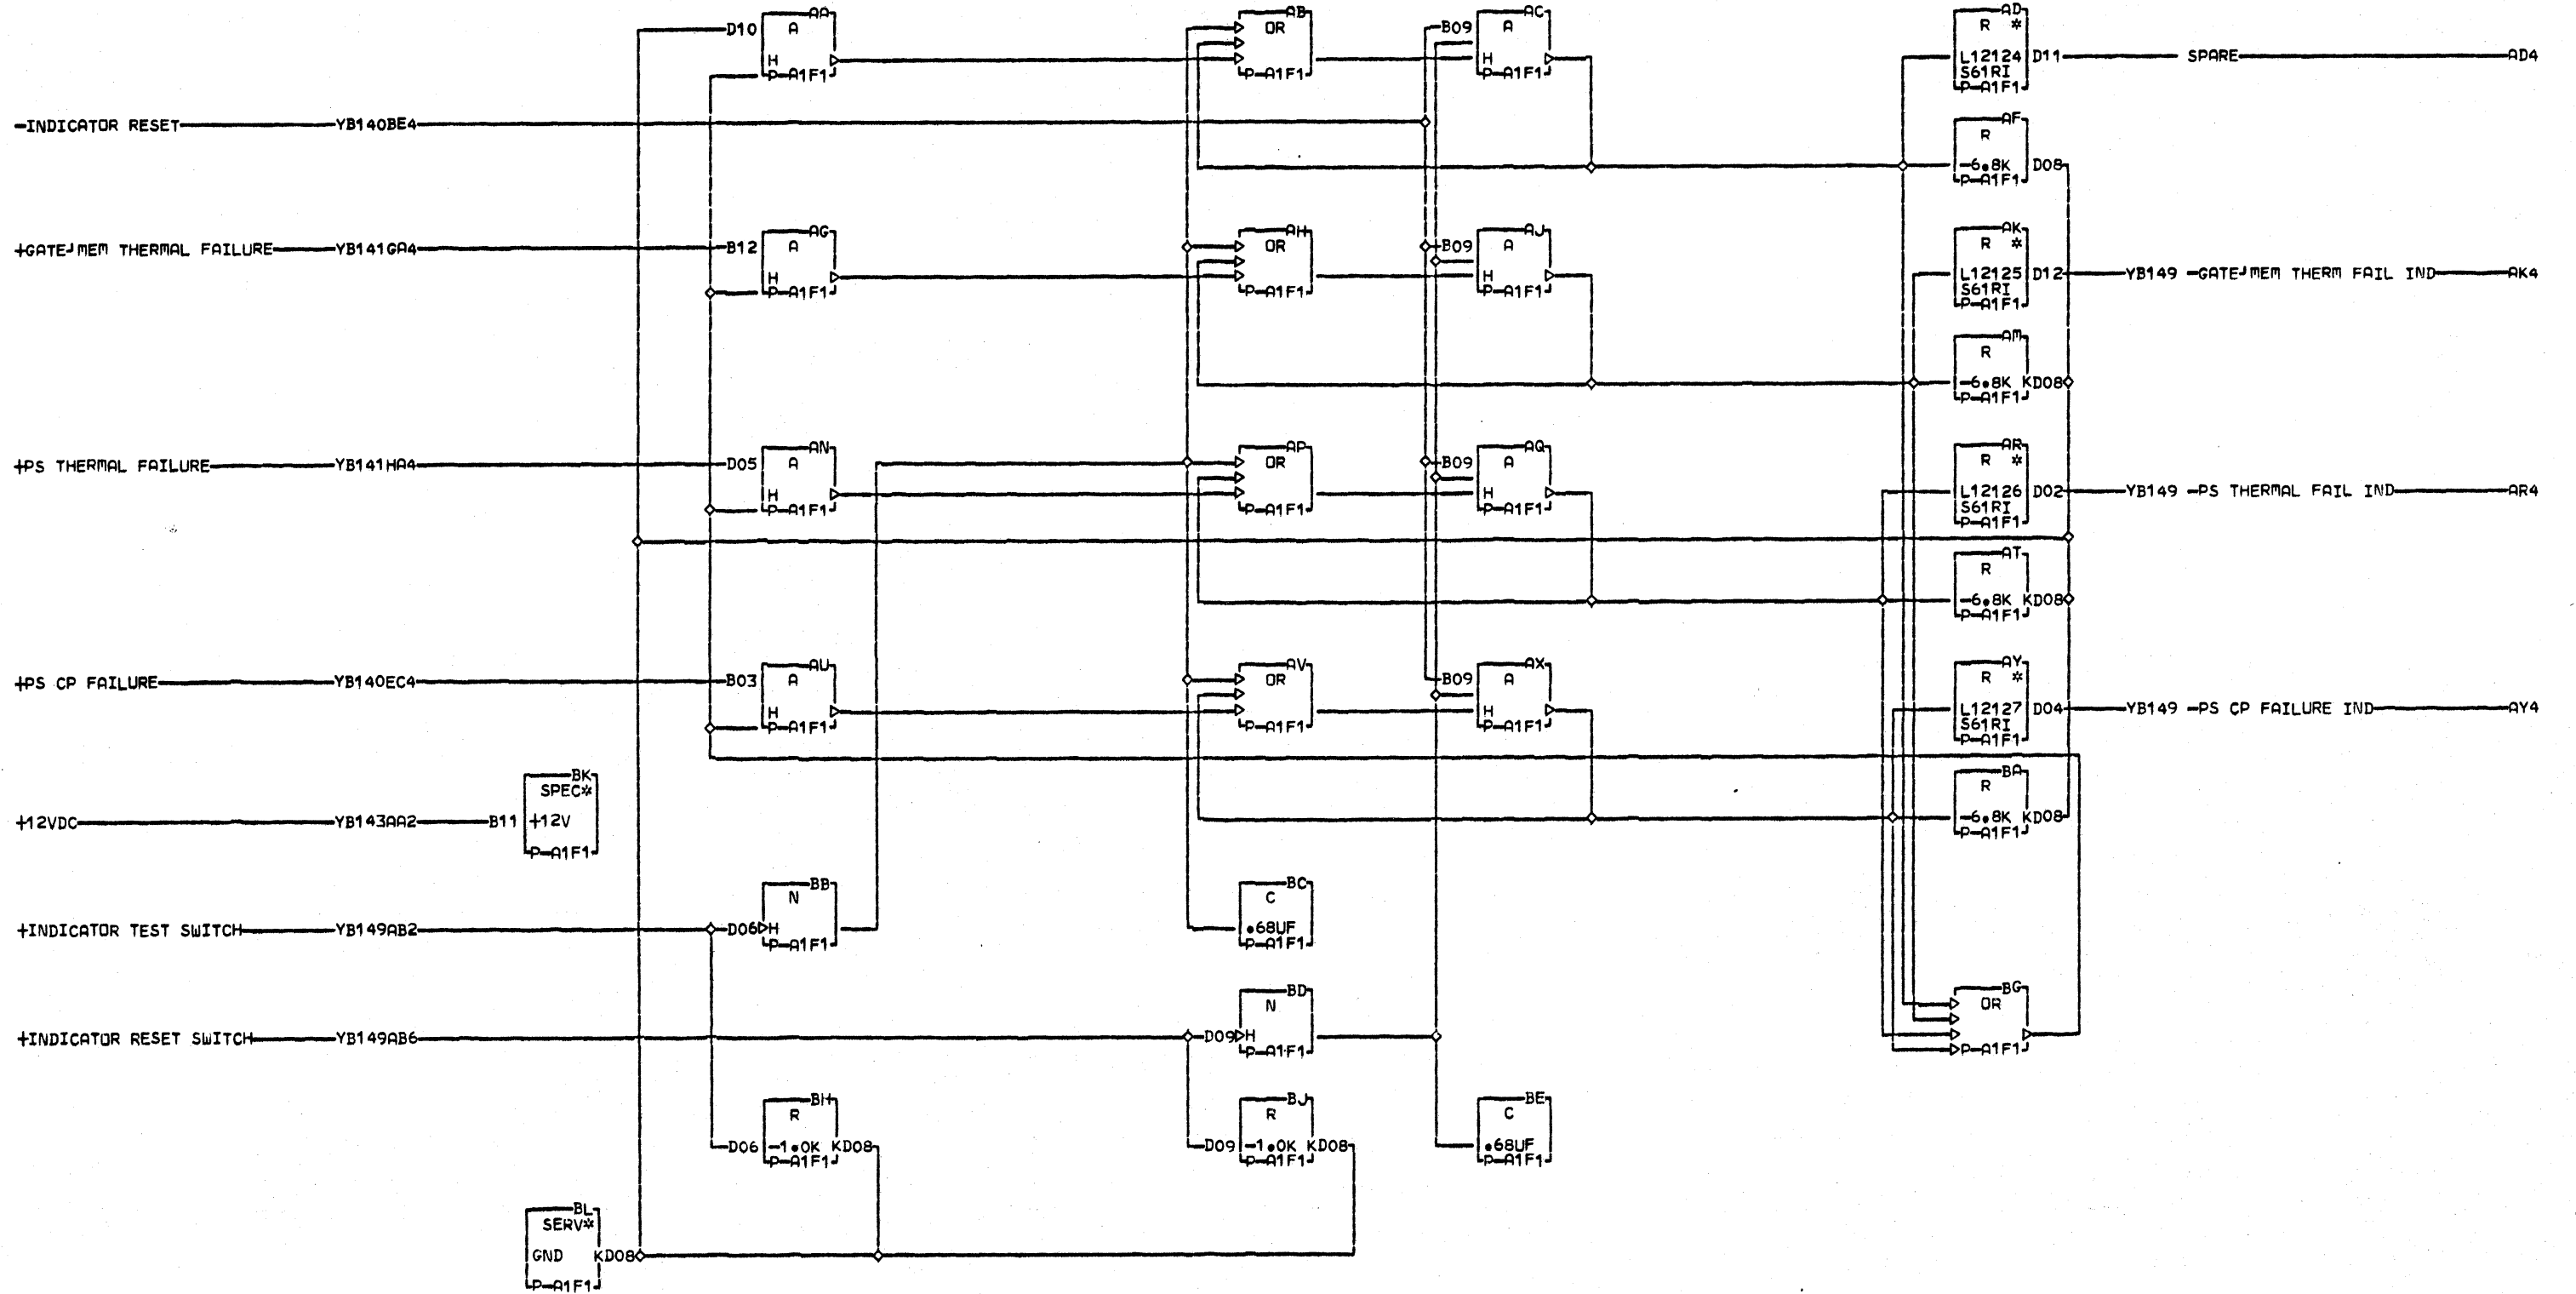 AA
D10 A
H
P-A1F1
AB
OR
P-A1F1
AC
B09 A
H
P-A1F1
AD
R *
L12124 D11 SPARE AD4
S61RI
P-A1F1
-INDICATOR RESET YB140BE4
AF
R
-6.8K D08
P-A1F1
+GATEJMEM THERMAL FAILURE YB141GA4 B12
AG
A
H
P-A1F1
AH
OR
P-A1F1
AJ
B09 A
H
P-A1F1
AK
R *
L12125 D12 YB149 -GATEJMEM THERM FAIL IND AK4
S61RI
P-A1F1
AM
R
-6.8K KD08
P-A1F1
+PS THERMAL FAILURE YB141HA4 D05
AN
A
H
P-A1F1
AP
OR
P-A1F1
AQ
B09 A
H
P-A1F1
AR
R *
L12126 D02 YB149 -PS THERMAL FAIL IND AR4
S61RI
P-A1F1
AT
R
-6.8K KD08
P-A1F1
+PS CP FAILURE YB140EC4 B03
AU
A
H
P-A1F1
AV
OR
P-A1F1
AX
B09 A
H
P-A1F1
AY
R *
L12127 D04 YB149 -PS CP FAILURE IND AY4
S61RI
P-A1F1
BK
SPEC*
+12VDC YB143AA2 B11 +12V
P-A1F1
BA
R
-6.8K KD08
P-A1F1
BB
N
+INDICATOR TEST SWITCH YB149AB2 D06 H
P-A1F1
BC
C
.68UF
P-A1F1
BD
N
+INDICATOR RESET SWITCH YB149AB6 D09 H
P-A1F1
BG
OR
P-A1F1
BH
R
D06 -1.0K KD08
P-A1F1
BJ
R
D09 -1.0K KD08
P-A1F1
BE
C
.68UF
P-A1F1
BL
SERV*
GND KD08
P-A1F1